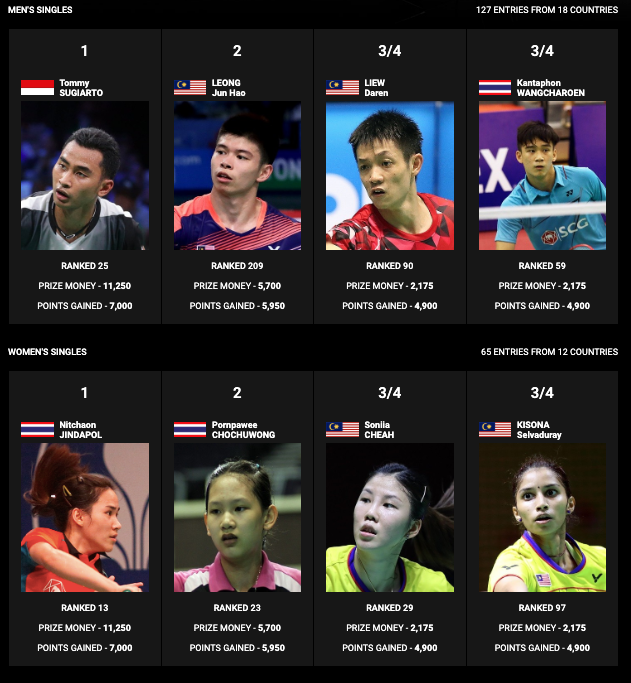 MEN'S SINGLES 127 ENTRIES FROM 18 COUNTRIES
1 2 3/4 3/4
Tommy LEONG LIEW Kantaphon
SUGIARTO Jun Hao Daren WANGCHAROEN
EX
SCG
RANKED 25 RANKED 209 RANKED 90 RANKED 59
PRIZE MONEY - 11,250 PRIZE MONEY - 5,700 PRIZE MONEY - 2,175 PRIZE MONEY - 2,175
POINTS GAINED - 7,000 POINTS GAINED - 5,950 POINTS GAINED - 4,900 POINTS GAINED - 4,900
WOMEN'S SINGLES 65 ENTRIES FROM 12 COUNTRIES
1 2 3/4 3/4
Nitchaon Pornpawee Soniia KISONA
JINDAPOL CHOCHUWONG CHEAH Selvaduray
RANKED 13 RANKED 23 RANKED 29 RANKED 97
PRIZE MONEY - 11,250 PRIZE MONEY - 5,700 PRIZE MONEY - 2,175 PRIZE MONEY - 2,175
POINTS GAINED - 7,000 POINTS GAINED - 5,950 POINTS GAINED - 4,900 POINTS GAINED - 4,900